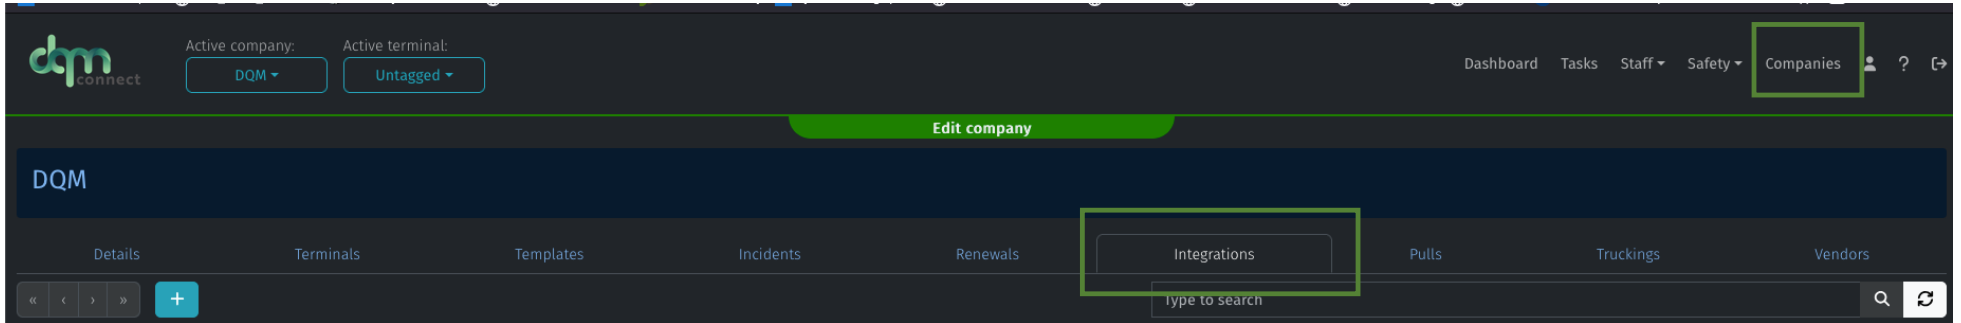 dqm connect
Active company:
Active terminal:
DQM
Untagged
Dashboard
Tasks
Staff
Safety
Companies
?
Edit company
DQM
Details
Terminals
Templates
Incidents
Renewals
Integrations
Pulls
Truckings
Vendors
« ‹ › »
+
Type to search